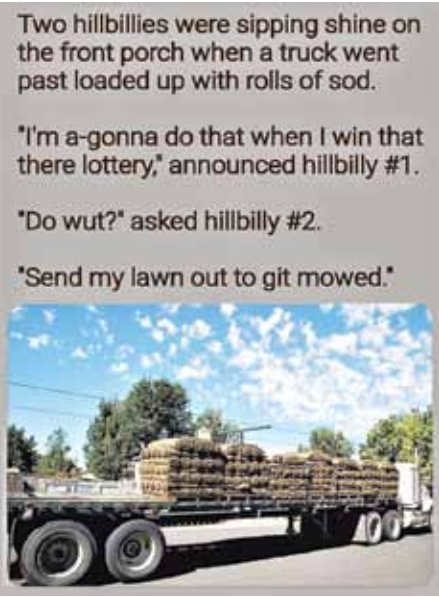 Two hillbillies were sipping shine on
the front porch when a truck went
past loaded up with rolls of sod.
"I'm a-gonna do that when I win that
there lottery," announced hillbilly #1.
"Do wut?" asked hillbilly #2.
"Send my lawn out to git mowed."